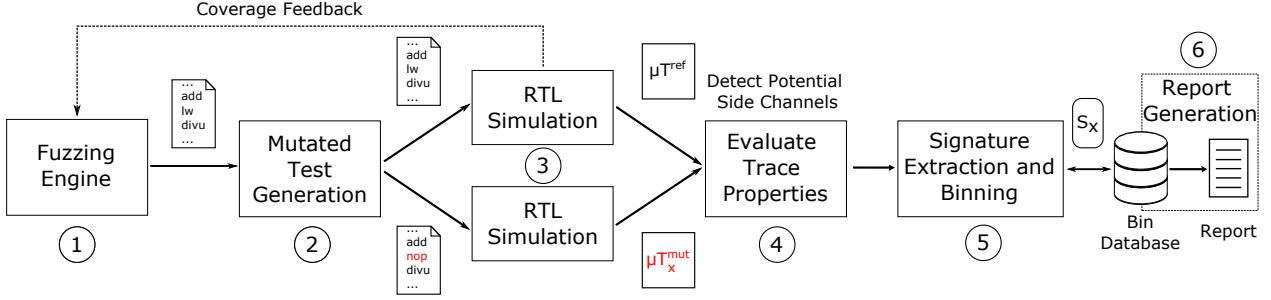 Coverage Feedback
...
add
lw
divu
...
Fuzzing
Engine
1
Mutated
Test
Generation
2
...
add
lw
divu
...
RTL
Simulation
3
RTL
Simulation
...
add
nop
divu
...
μT^ref
μT_x^mut
Detect Potential
Side Channels
Evaluate
Trace
Properties
4
Signature
Extraction and
Binning
5
S_x
6
Report
Generation
Bin
Database
Report